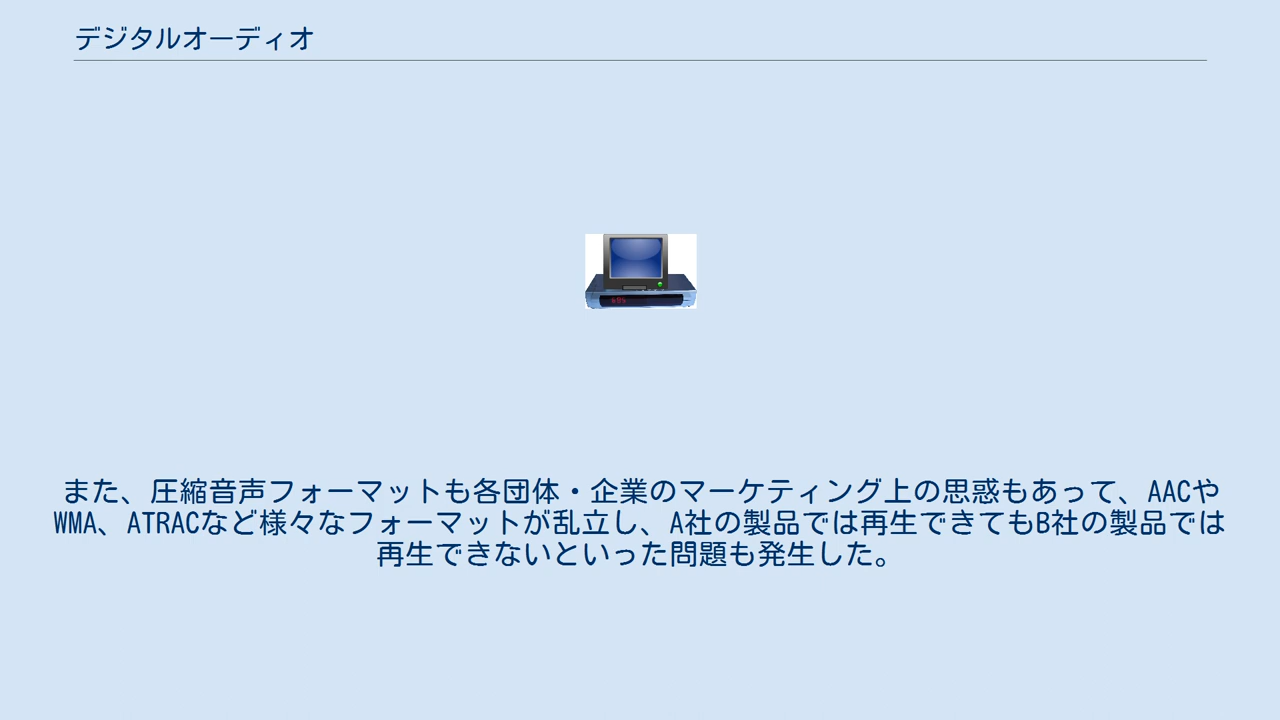 デジタルオーディオ
また、圧縮音声フォーマットも各団体・企業のマーケティング上の思惑もあって、AACや
WMA、ATRACなど様々なフォーマットが乱立し、A社の製品では再生できてもB社の製品では
再生できないといった問題も発生した。